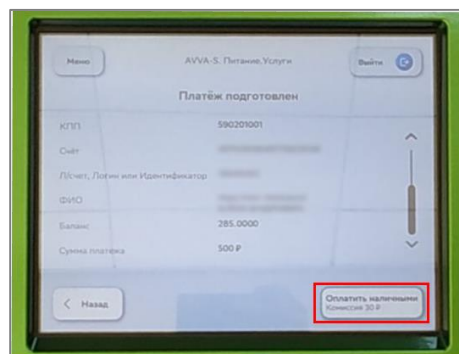 Меню
AVVA-S. Питание,Услуги
Выйти
Платёж подготовлен
КПП 590201001
Счёт
Л/счет, Логин или Идентификатор
ФИО
Баланс 285.0000
Сумма платежа 500 ₽
Назад
Оплатить наличными
Комиссия 30 ₽